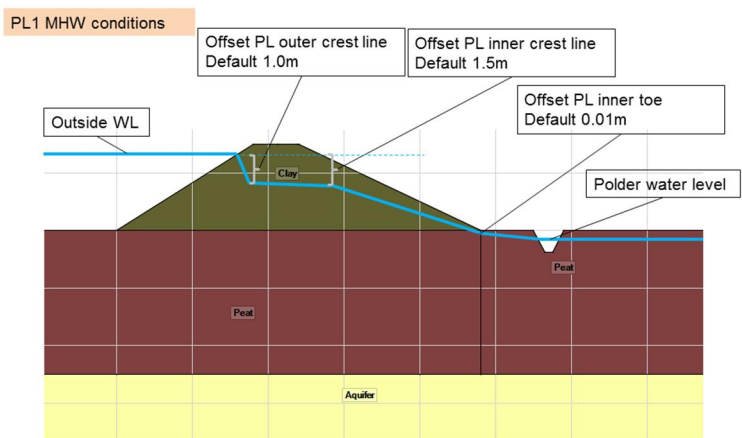 PL1 MHW conditions
Offset PL outer crest line
Default 1.0m
Offset PL inner crest line
Default 1.5m
Offset PL inner toe
Default 0.01m
Outside WL
Polder water level
Clay
Peat
Peat
Aquifer